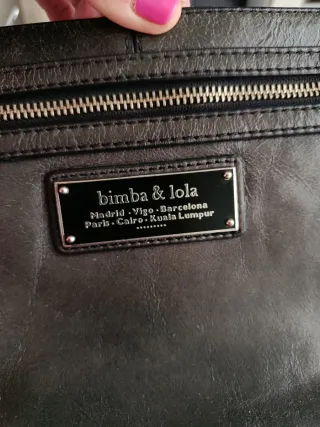 bimba & lola
Madrid . Vigo . Barcelona
Paris . Cairo . Kuala Lumpur
.........